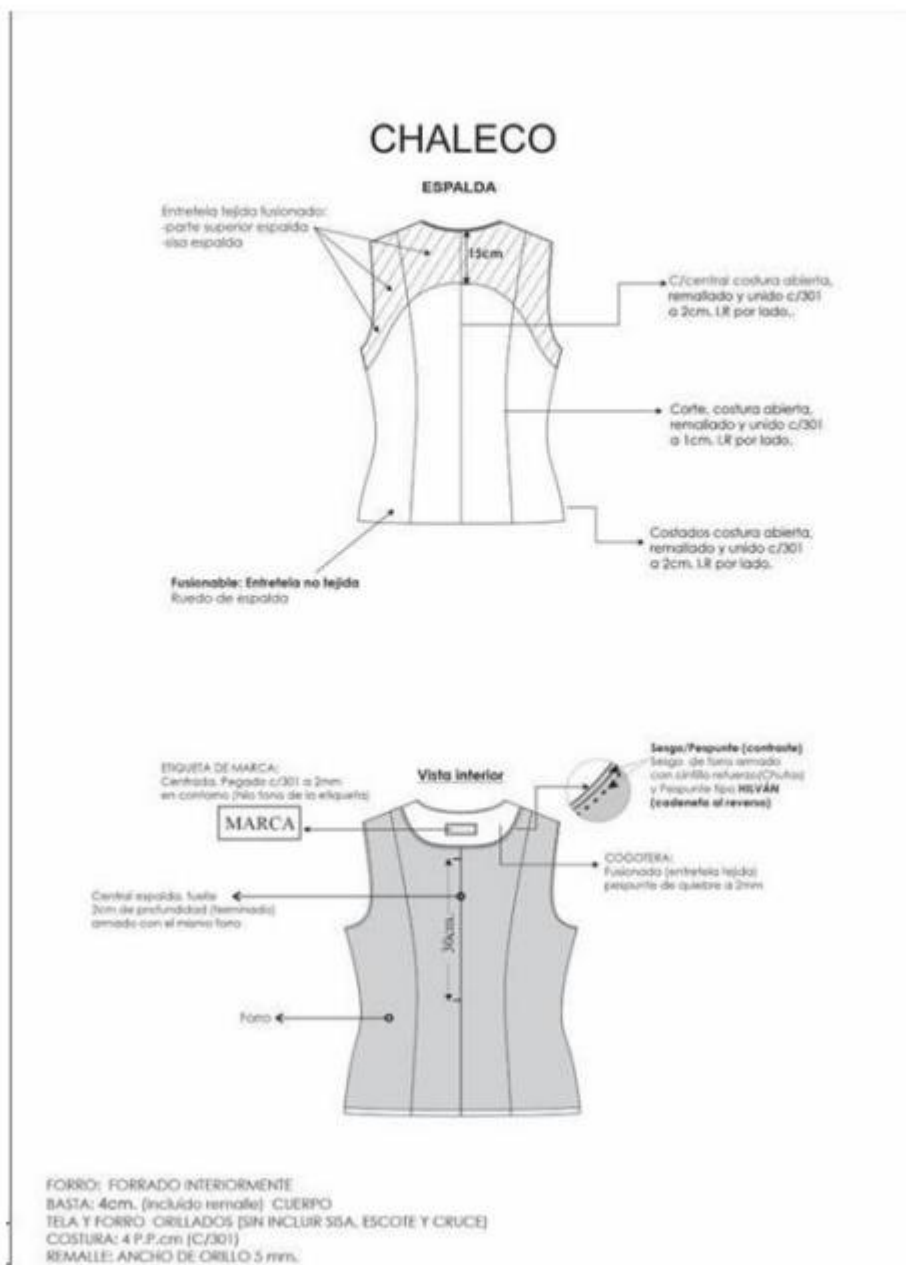 CHALECO
ESPALDA
Entretela tejida fusionado:
-parte superior espalda
-sisa espalda
15cm
C/central costura abierta,
remallado y unido c/301
a 2cm. I.R por lado..
Corte, costura abierta,
remallado y unido c/301
a 1cm. I.R por lado.
Costados costura abierta,
remallado y unido c/301
a 2cm. I.R por lado.
Fusionable: Entretela no tejida
Ruedo de espalda
ETIQUETA DE MARCA:
Centrada. Pegado c/301 a 2mm
en contorno (hilo tono de la etiqueta)
MARCA
Vista interior
Sesgo/Pespunte (contraste)
Sesgo de forro armado
con cintillo refuerzo(Chutas)
y Pespunte tipo HILVÁN
(cadeneta al reverso)
COGOTERA:
Fusionada (entretela tejida)
pespunte de quiebre a 2mm
Central espalda, fuelle
2cm de profundidad (terminado)
armado con el mismo forro
30cm.
Forro
FORRO: FORRADO INTERIORMENTE
BASTA: 4cm. (incluido remalle) CUERPO
TELA Y FORRO ORILLADOS [SIN INCLUIR SISA, ESCOTE Y CRUCE]
COSTURA: 4 P.P.cm (C/301)
REMALLE: ANCHO DE ORILLO 5 mm.